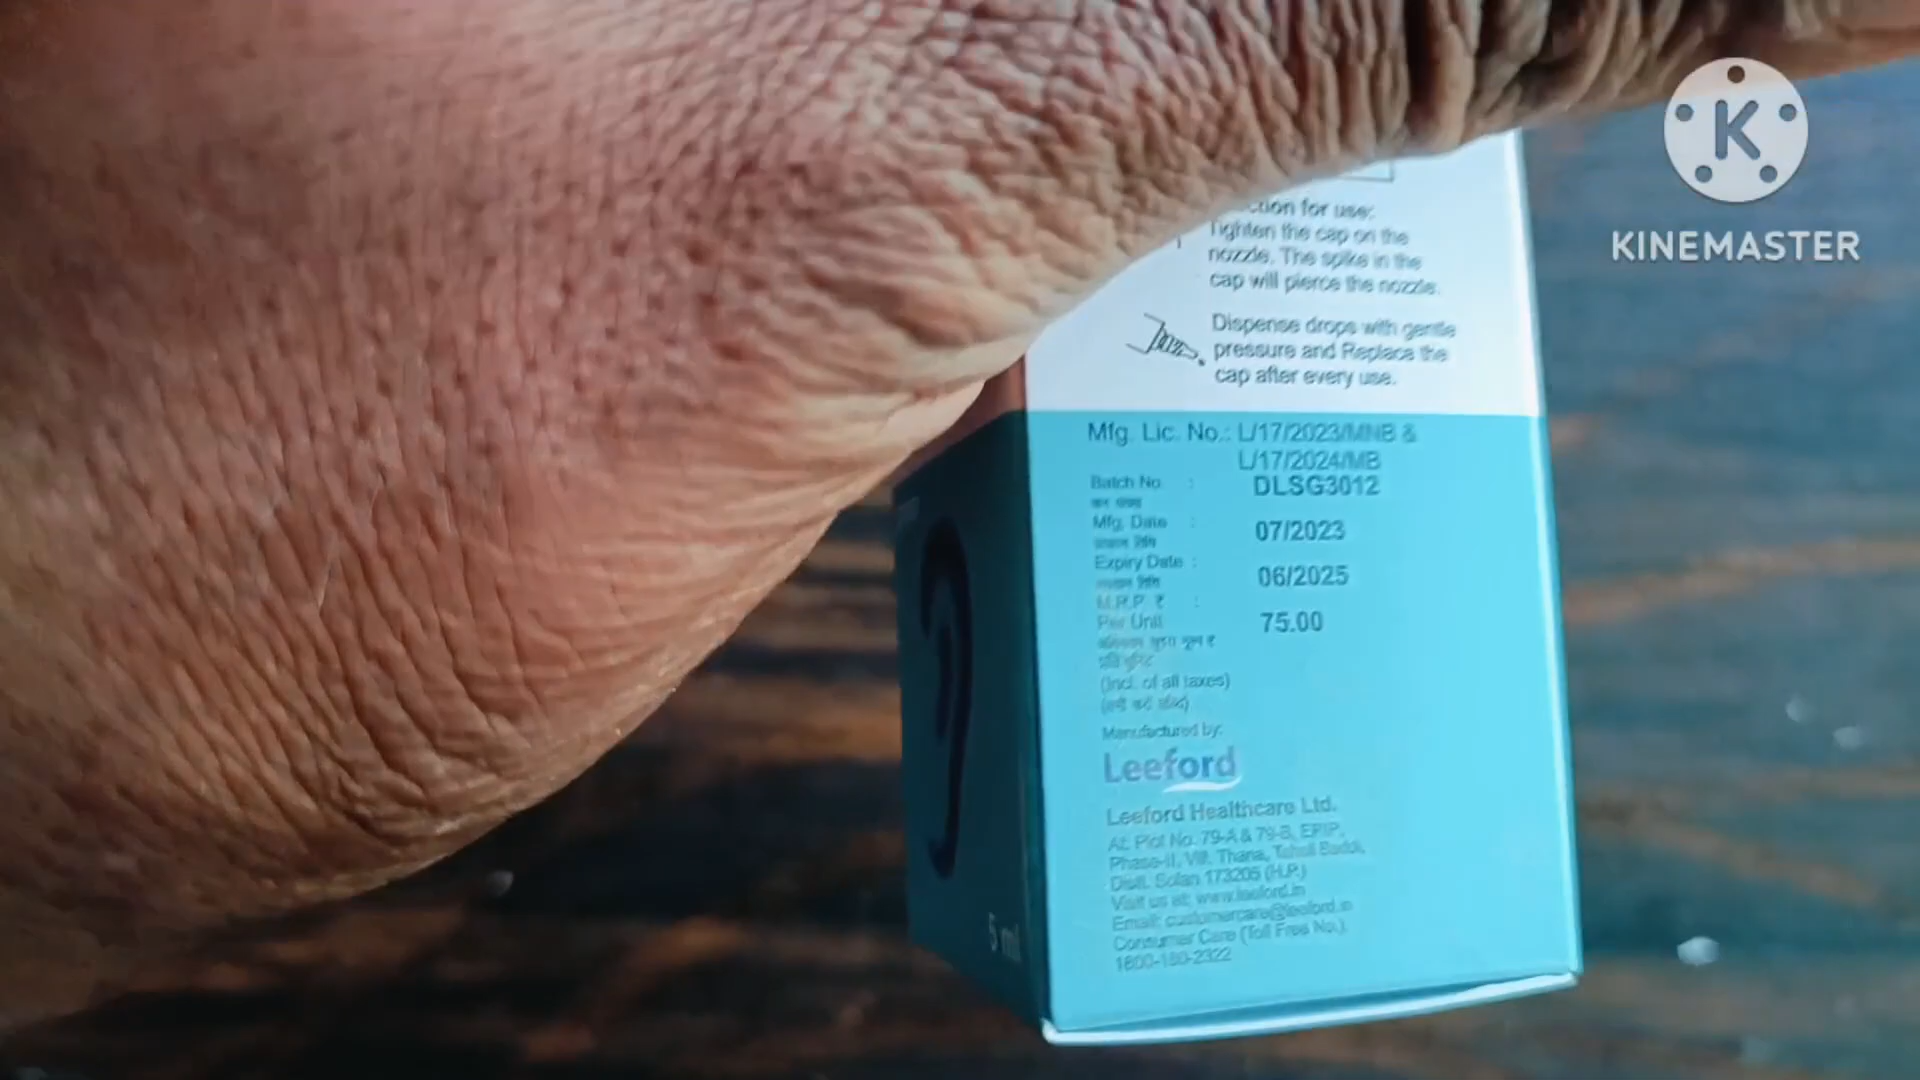 KINEMASTER
for use:
Tighten the cap on the
nozzle. The spike in the
cap will pierce the nozzle.
Dispense drops with gentle
pressure and Replace the
cap after every use.
Mfg. Lic. No.: L/17/2023/MNB &
L/17/2024/MB
Batch No. : DLSG3012
Mfg. Date : 07/2023
Expiry Date : 06/2025
M.R.P. ₹ :
Per Unit 75.00
(Incl. of all taxes)
Manufactured by:
Leeford
Leeford Healthcare Ltd.
At: Plot No. 79-A & 79-B, EPIP,
Phase-II, Vill. Thana, Tehsil Baddi,
Distt. Solan 173205 (H.P.)
Visit us at: www.leeford.in
Email: customercare@leeford.in
Consumer Care (Toll Free No.),
1800-180-2322
5 ml